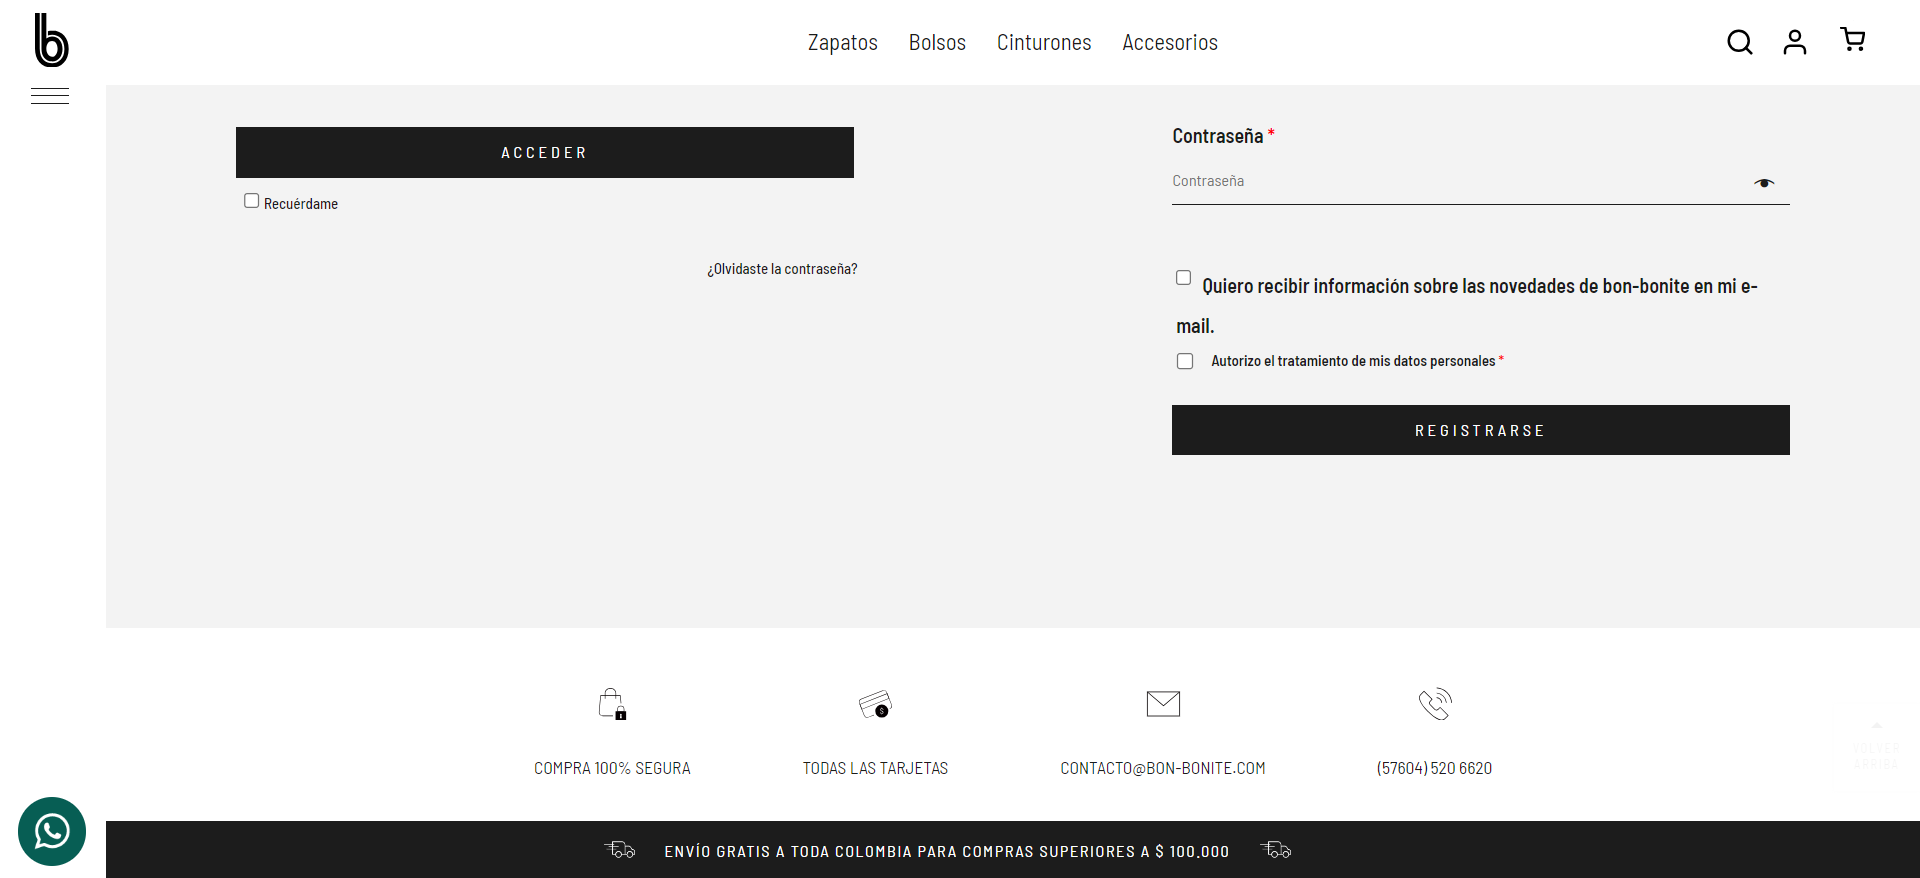 b
Zapatos Bolsos Cinturones Accesorios
ACCEDER
Recuérdame
¿Olvidaste la contraseña?
Contraseña *
Contraseña
Quiero recibir información sobre las novedades de bon-bonite en mi e-
mail.
Autorizo el tratamiento de mis datos personales *
REGISTRARSE
COMPRA 100% SEGURA
TODAS LAS TARJETAS
CONTACTO@BON-BONITE.COM
(57604) 520 6620
ENVÍO GRATIS A TODA COLOMBIA PARA COMPRAS SUPERIORES A $ 100.000